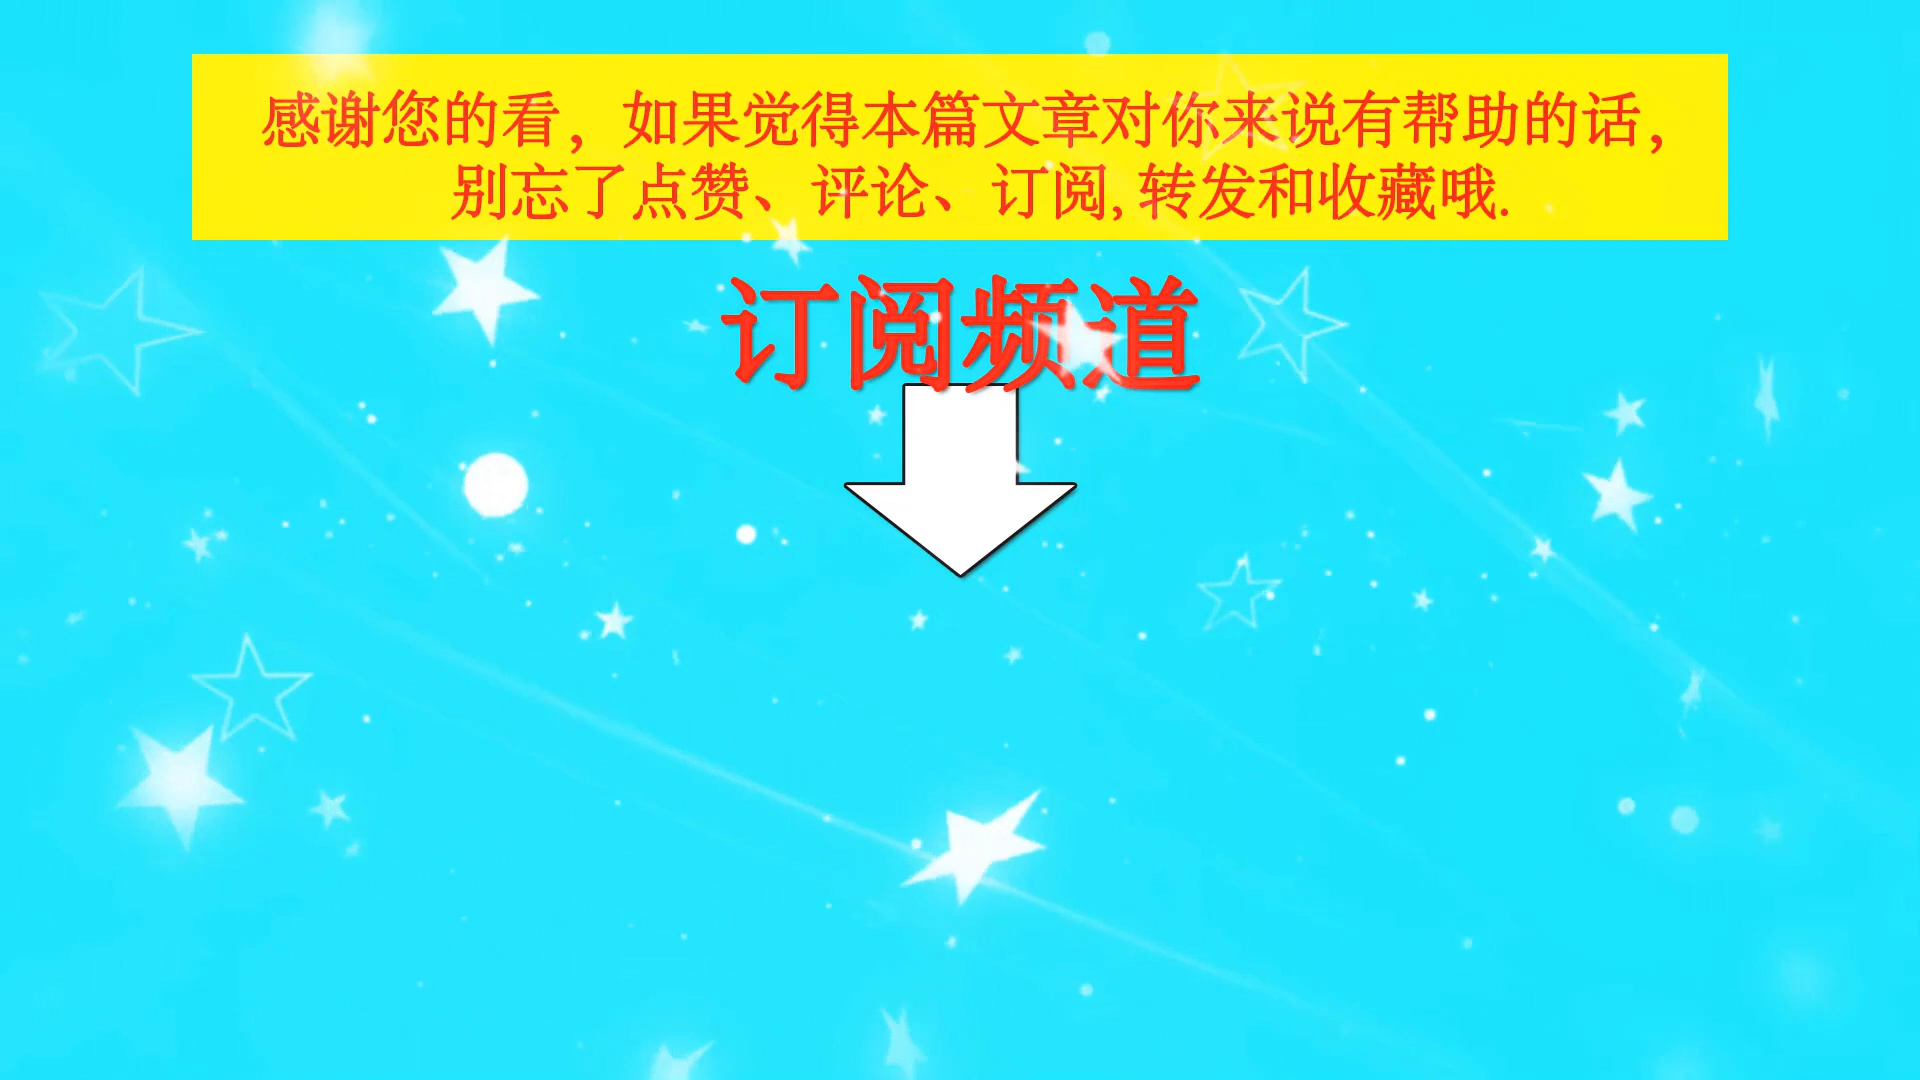 感谢您的看，如果觉得本篇文章对你来说有帮助的话，
别忘了点赞、评论、订阅,转发和收藏哦.
订阅频道